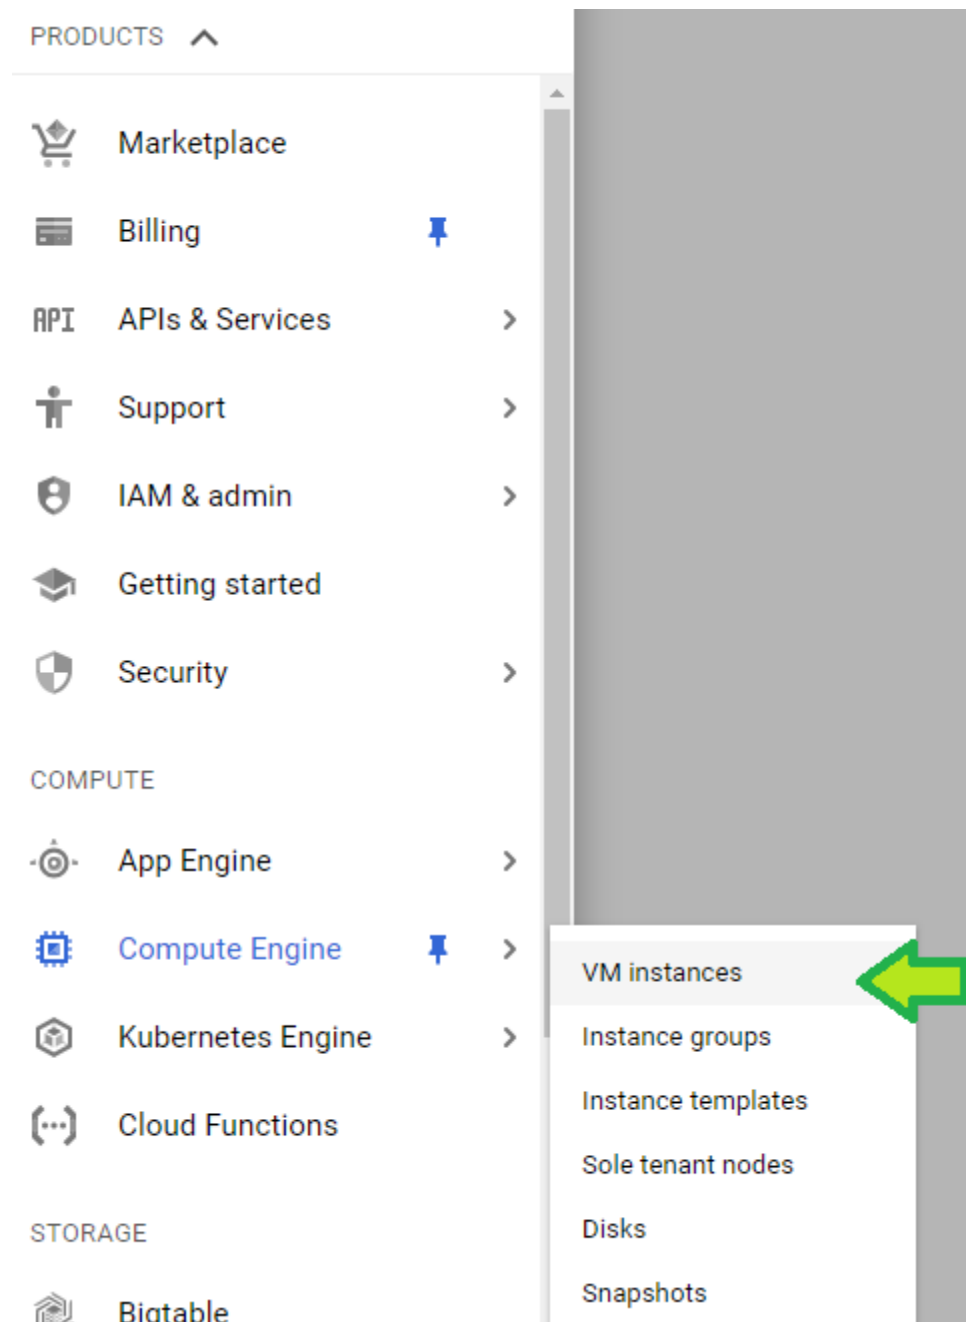 PRODUCTS
Marketplace
Billing
API APIs & Services
Support
IAM & admin
Getting started
Security
COMPUTE
App Engine
Compute Engine
VM instances
Instance groups
Instance templates
Sole tenant nodes
Disks
Snapshots
Kubernetes Engine
Cloud Functions
STORAGE
Bigtable